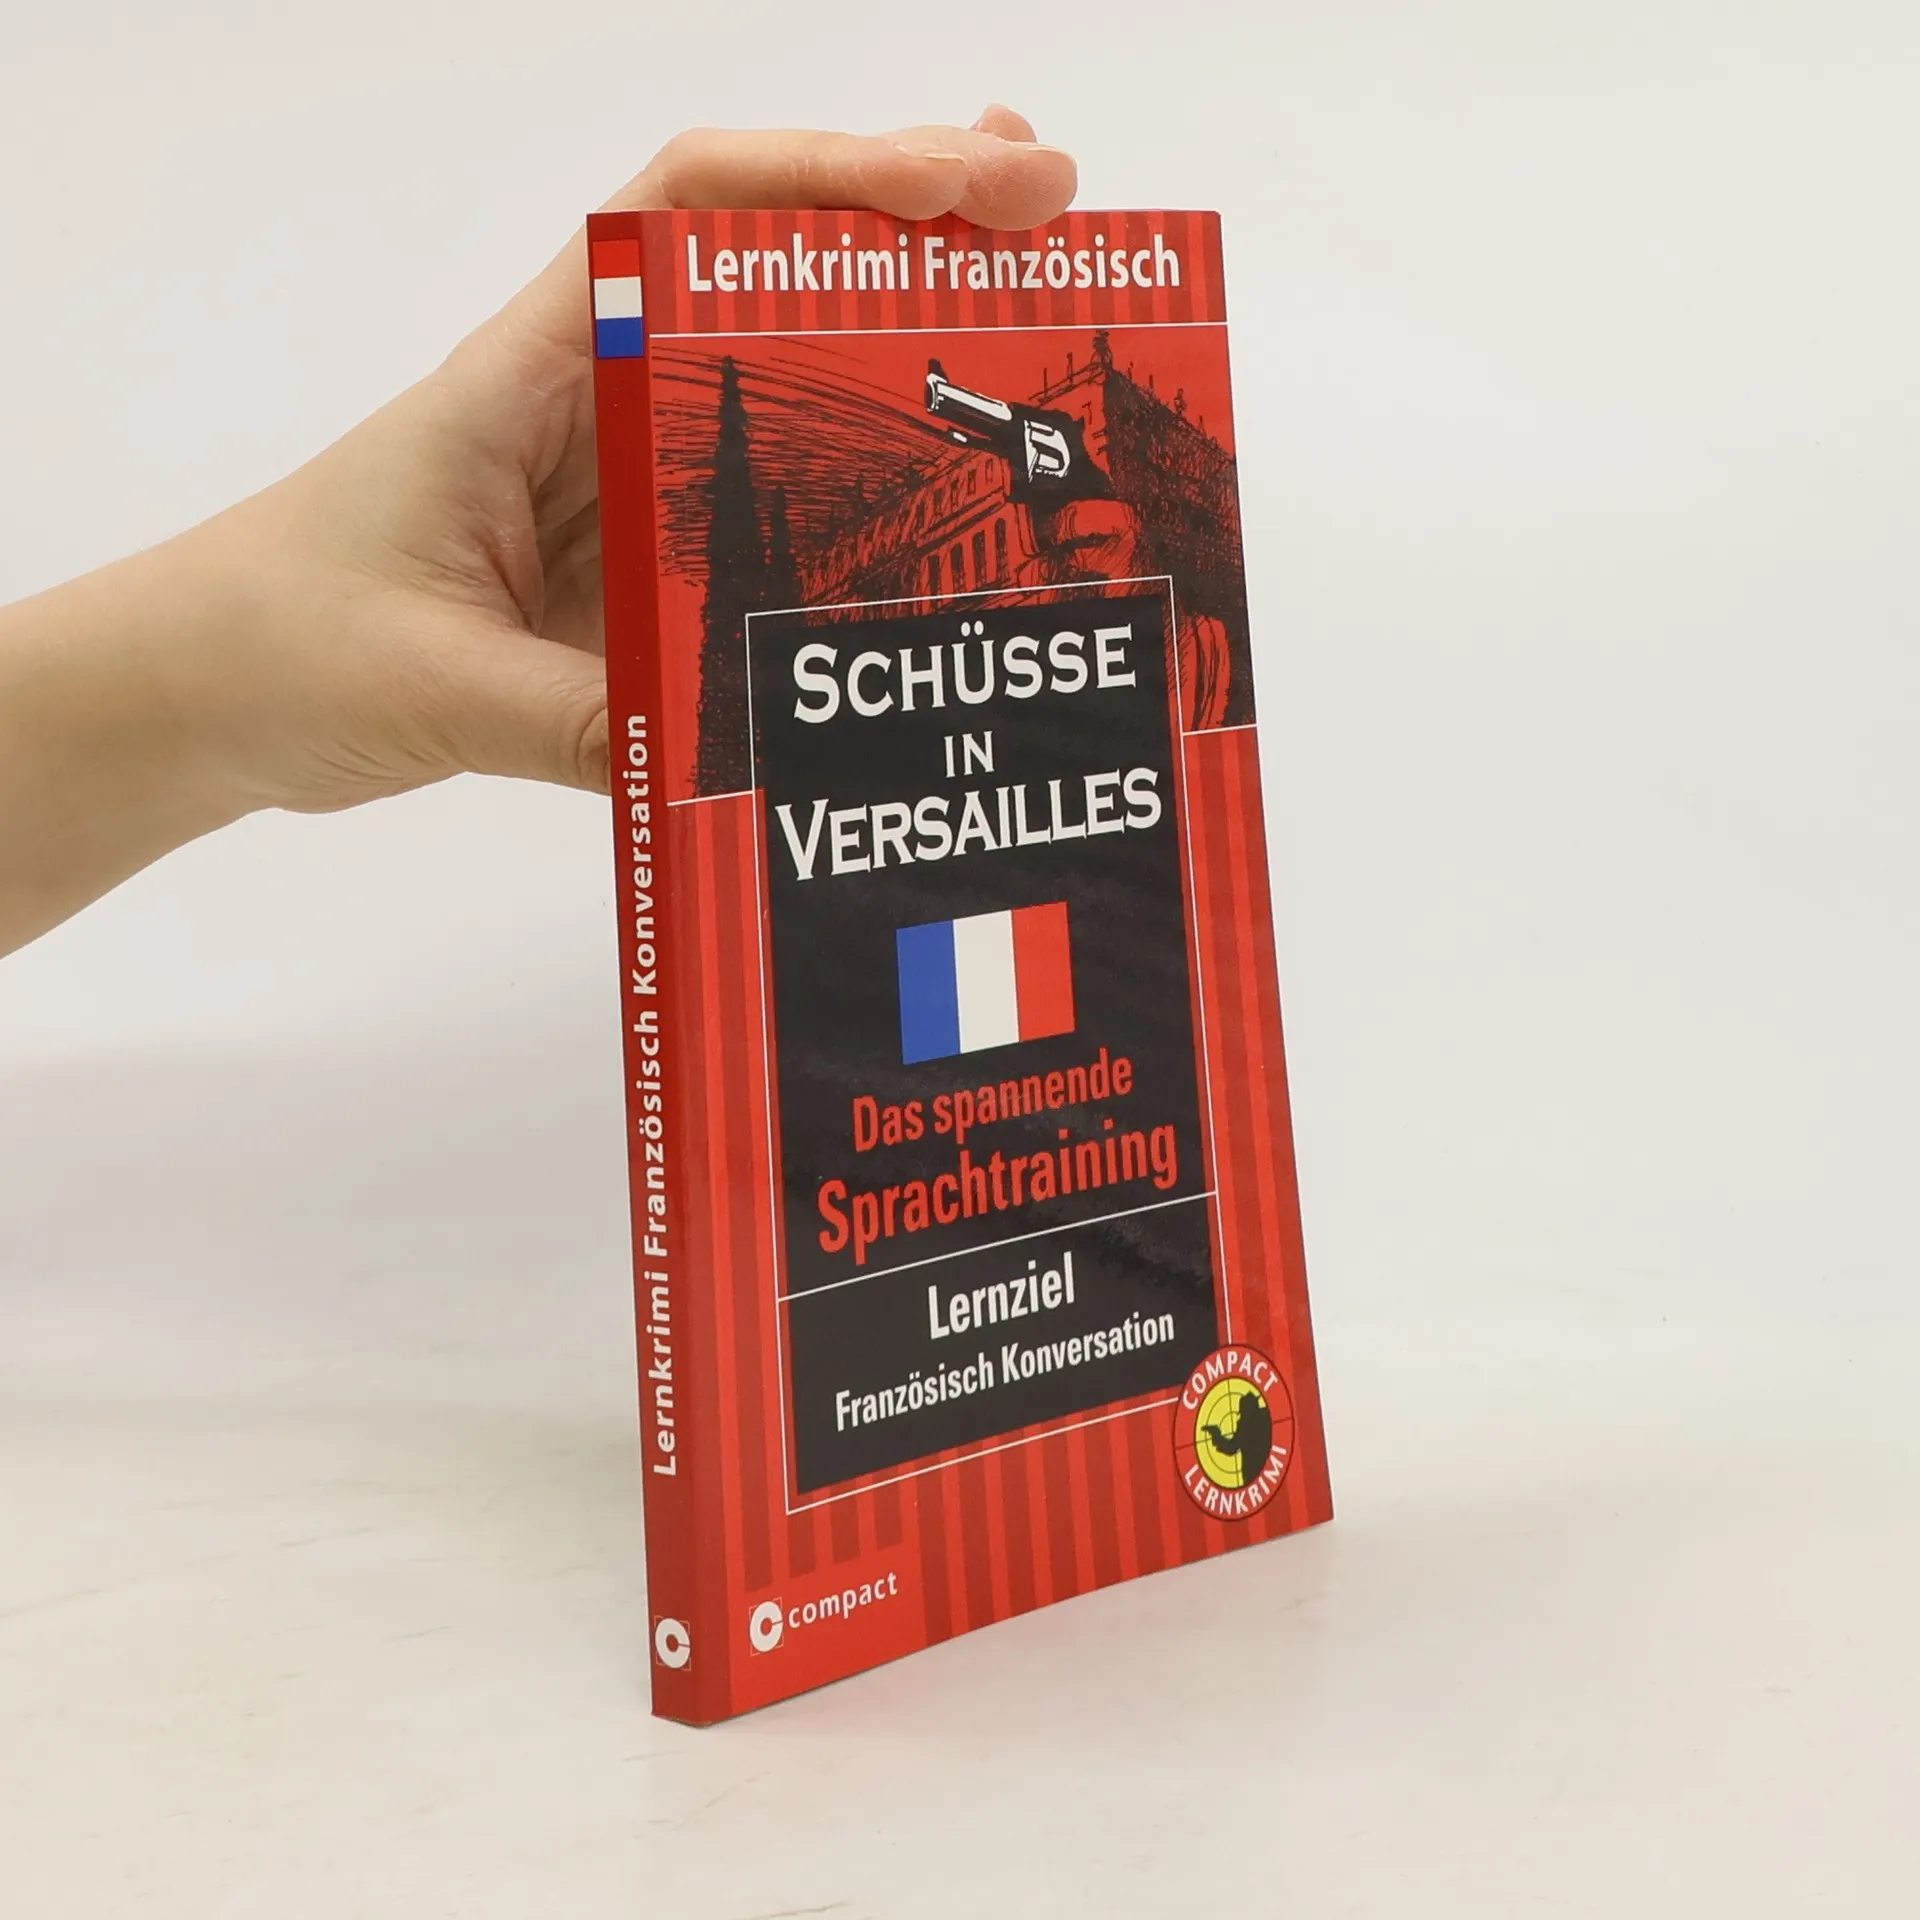 Lernkrimi Französisch
SCHÜSSE
IN
VERSAILLES
Das spannende
Sprachtraining
Lernziel
Französisch Konversation
COMPACT
LERNKRIMI
compact
Lernkrimi Französisch Konversation